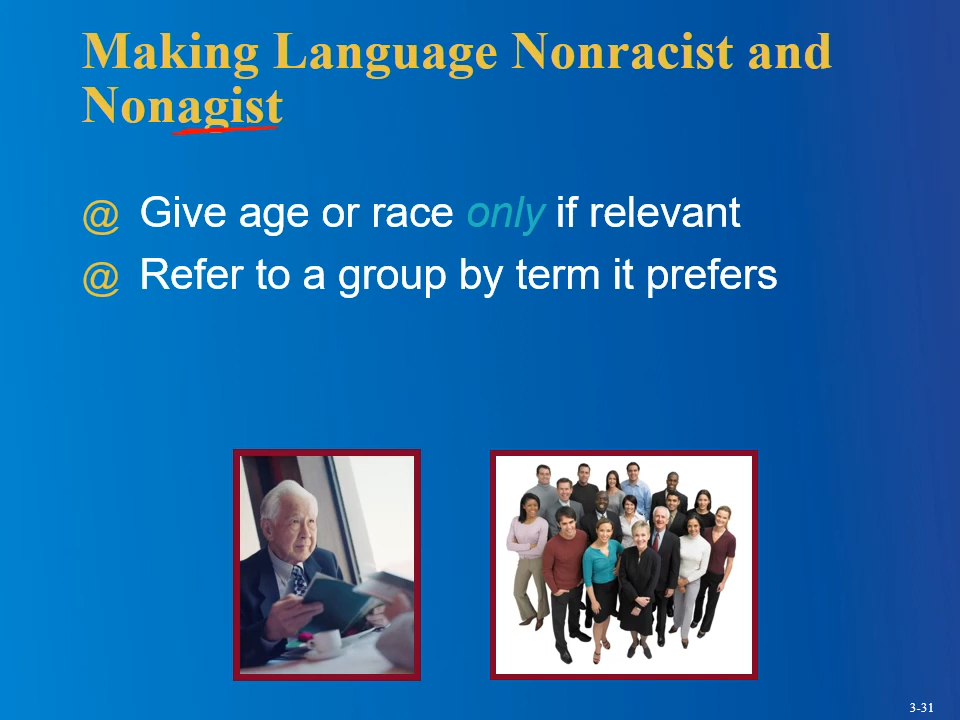 Making Language Nonracist and
Nonagist
@ Give age or race only if relevant
@ Refer to a group by term it prefers
3-31